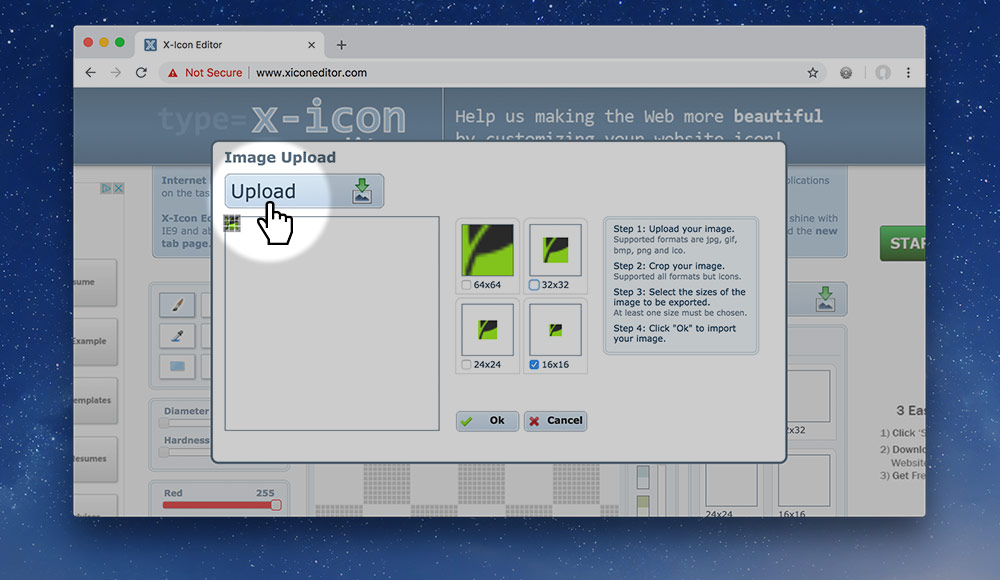 X-Icon Editor
Not Secure
www.xiconeditor.com
type=x-icon
Help us making the Web more beautiful
by customizing your website icon!
Image Upload
Upload
Internet
on the tas
X-Icon Ed
IE9 and ab
tab page.
plications
shine with
d the new
64x64
32x32
24x24
16x16
Step 1: Upload your image.
Supported formats are jpg, gif,
bmp, png and ico.
Step 2: Crop your image.
Supported all formats but icons.
Step 3: Select the sizes of the
image to be exported.
At least one size must be chosen.
Step 4: Click "Ok" to import
your image.
Ok
Cancel
STAR
sume
Example
emplates
esumes
Diameter
Hardness
Red 255
2x32
24x24
16x16
3 Eas
1) Click 'S
2) Downlo
Website
3) Get Fre